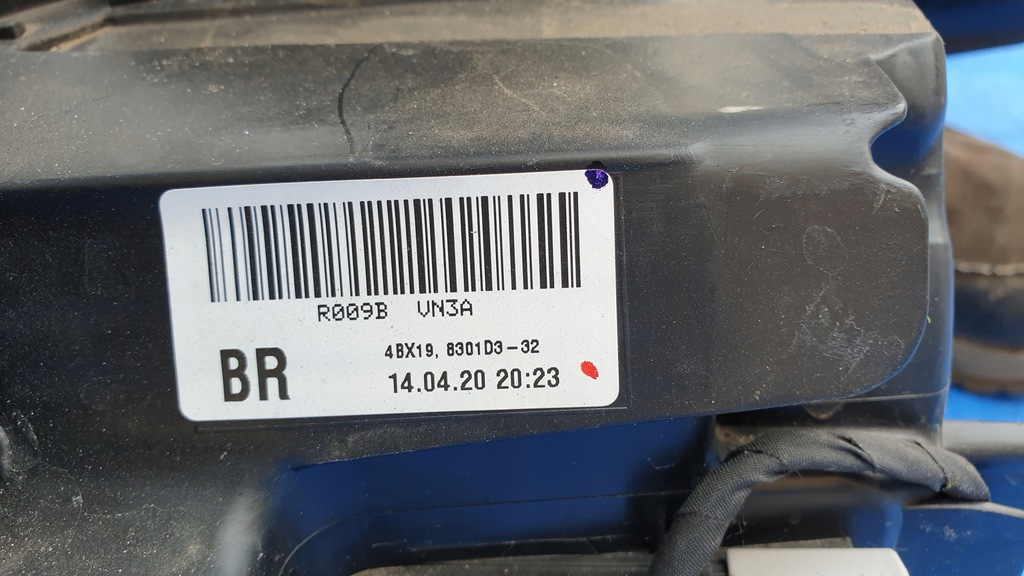 R009B VN3A
BR
4BX19, 8301D3-32
14.04.20 20:23